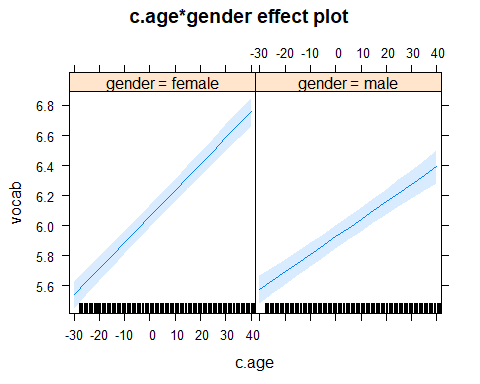 c.age*gender effect plot
-30 -20 -10 0 10 20 30 40
gender = female gender = male
6.8
6.6
6.4
6.2
6.0
5.8
5.6
vocab
-30 -20 -10 0 10 20 30 40
c.age